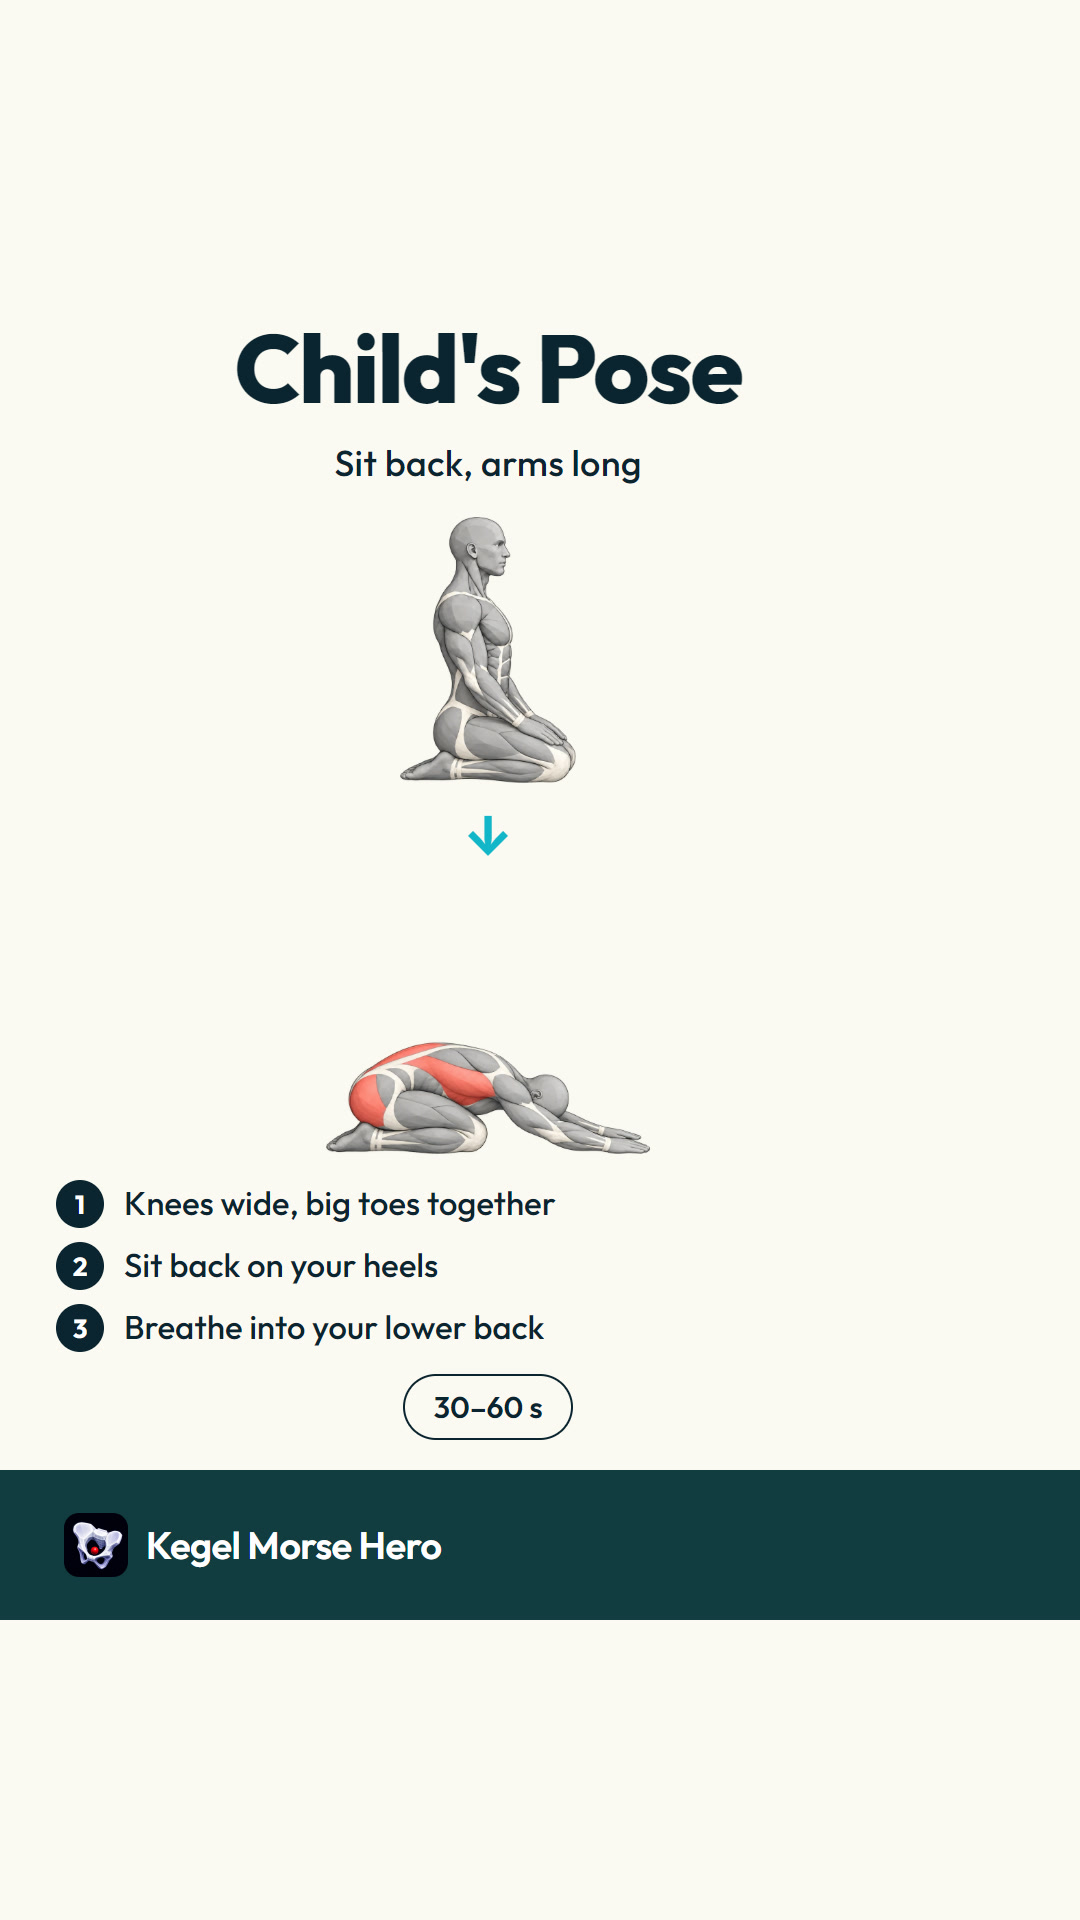 Child's Pose
Sit back, arms long
1 Knees wide, big toes together
2 Sit back on your heels
3 Breathe into your lower back
30–60 s
Kegel Morse Hero